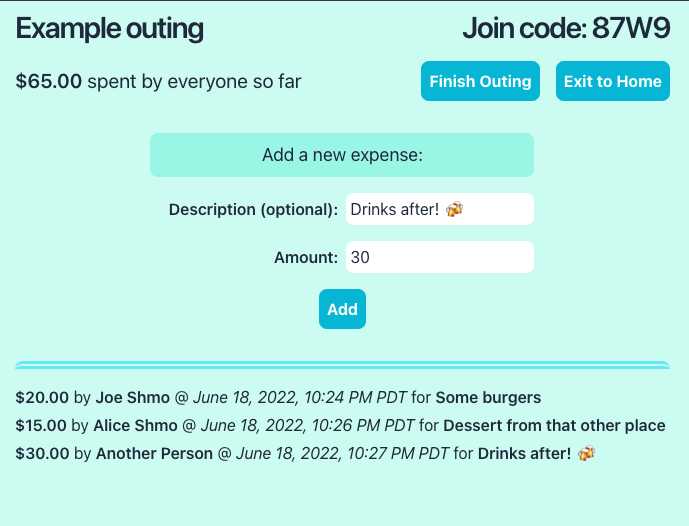 Example outing
Join code: 87W9
$65.00 spent by everyone so far
Finish Outing
Exit to Home
Add a new expense:
Description (optional): Drinks after! 🍻
Amount: 30
Add
$20.00 by Joe Shmo @ June 18, 2022, 10:24 PM PDT for Some burgers
$15.00 by Alice Shmo @ June 18, 2022, 10:26 PM PDT for Dessert from that other place
$30.00 by Another Person @ June 18, 2022, 10:27 PM PDT for Drinks after! 🍻